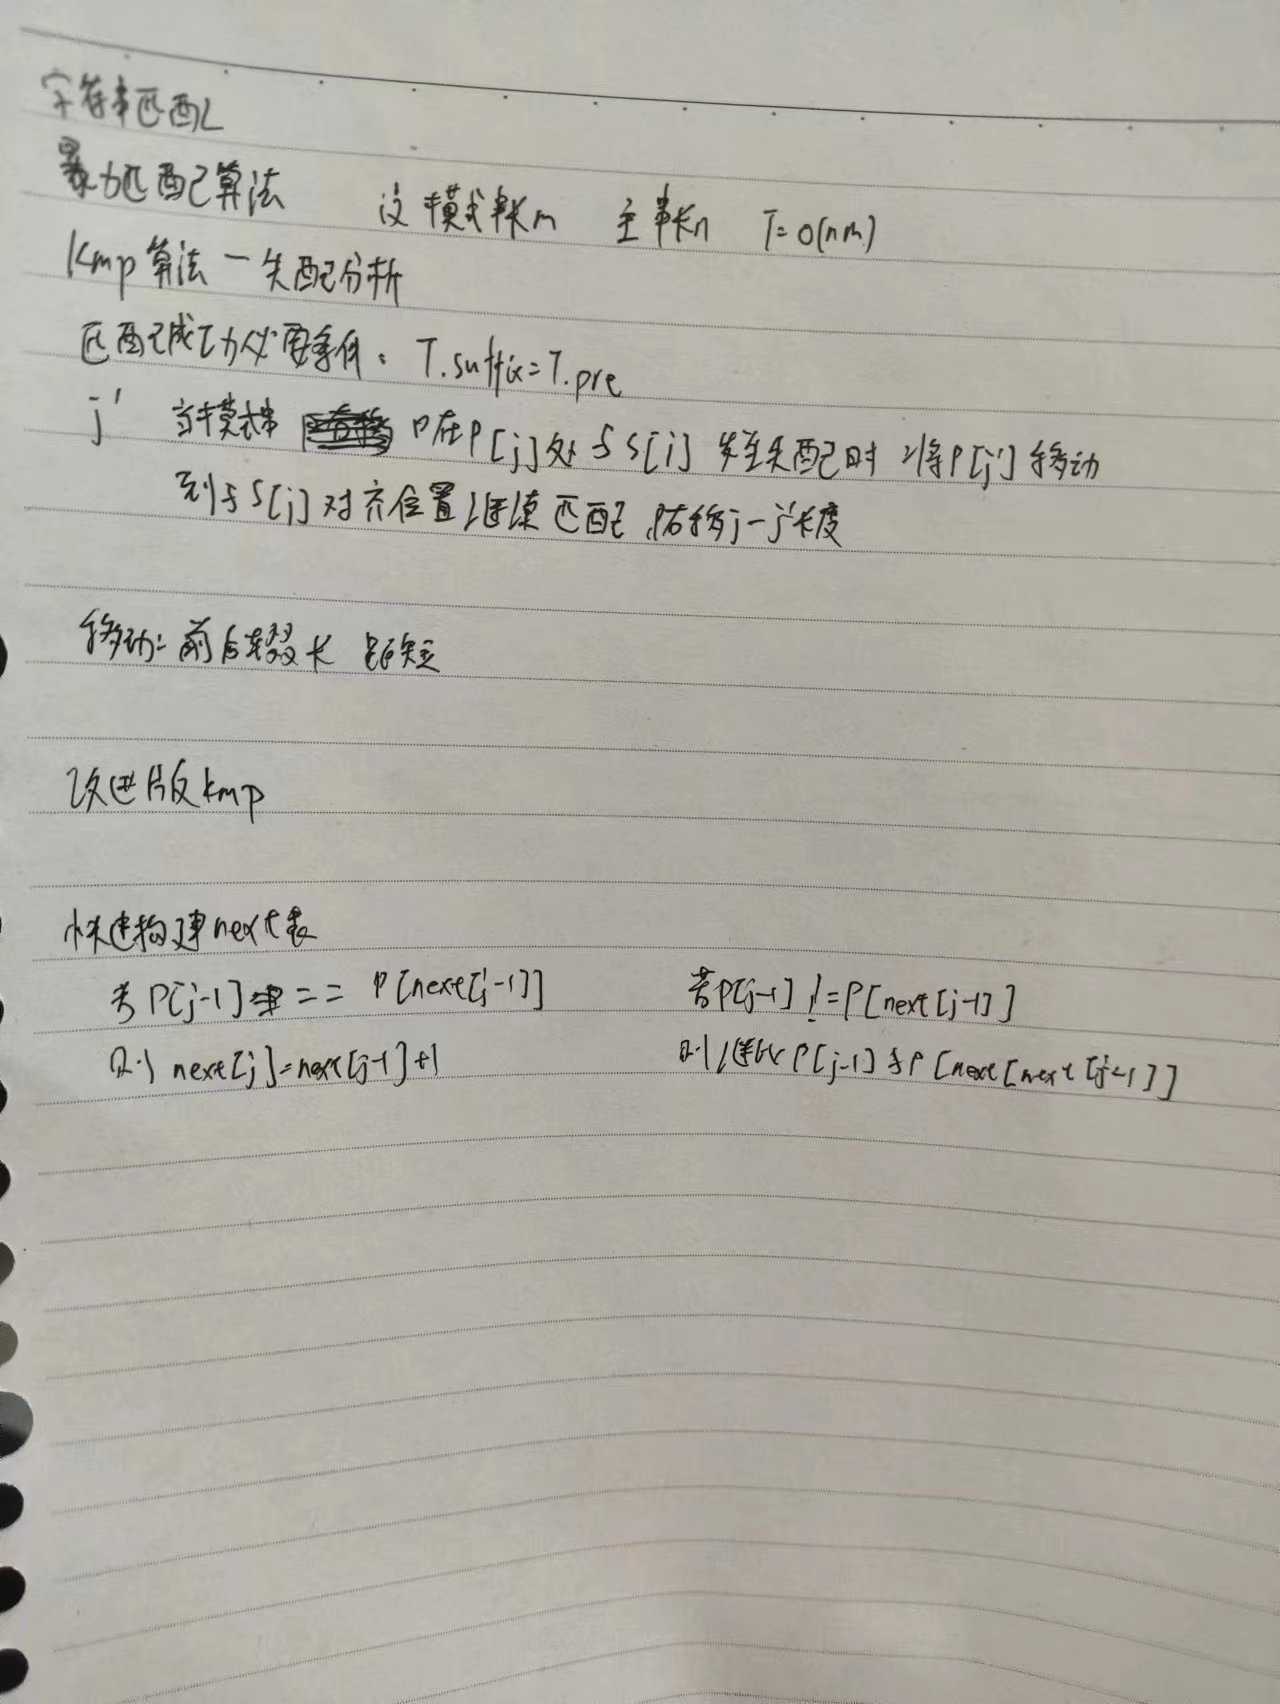 字符串匹配
暴力匹配算法 设模式串长m 主串长n T=O(nm)
kmp算法-失配分析
匹配成功必要条件: T.suffix=T.pre
j' 当模式串 P在P[j]处与S[i]发生失配时,将P[j']移动
到与S[i]对齐位置继续匹配,P右移j-j'长度
移动:前后缀长 距短
改进版kmp
快速构建next表
若P[j-1] == P[next[j-1]] 若P[j-1] != P[next[j-1]]
则 next[j]=next[j-1]+1 则继续比P[j-1]与P[next[next[j-1]]